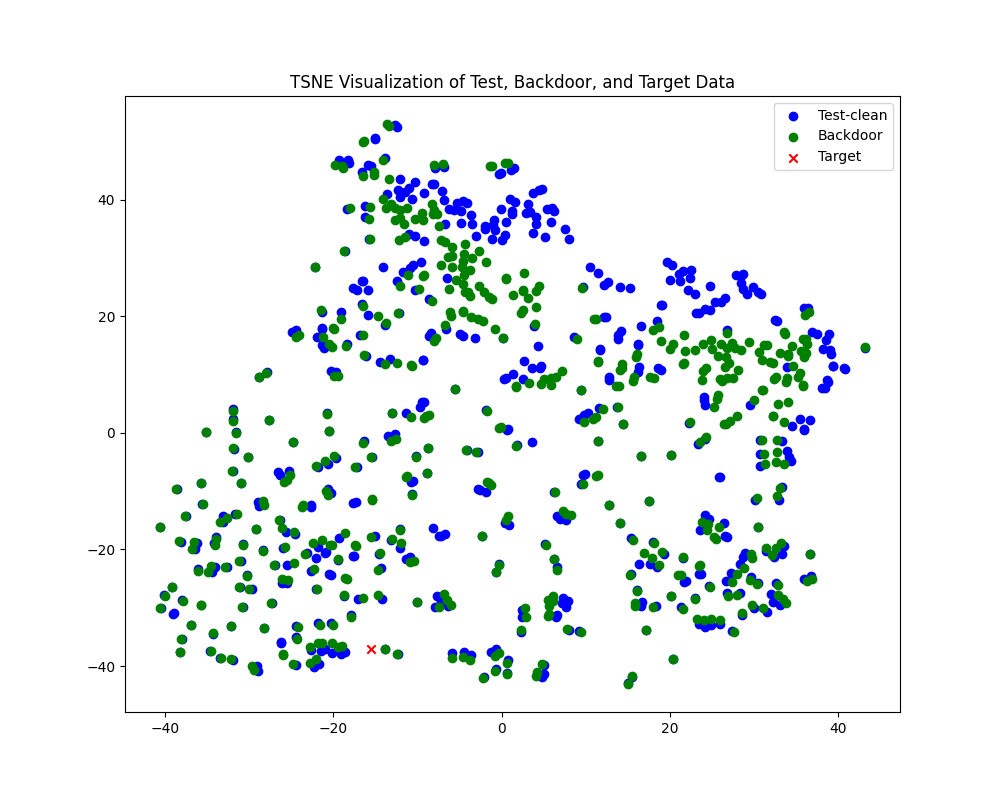 TSNE Visualization of Test, Backdoor, and Target Data
Test-clean
Backdoor
Target
40
20
0
−20
−40
−40
−20
0
20
40